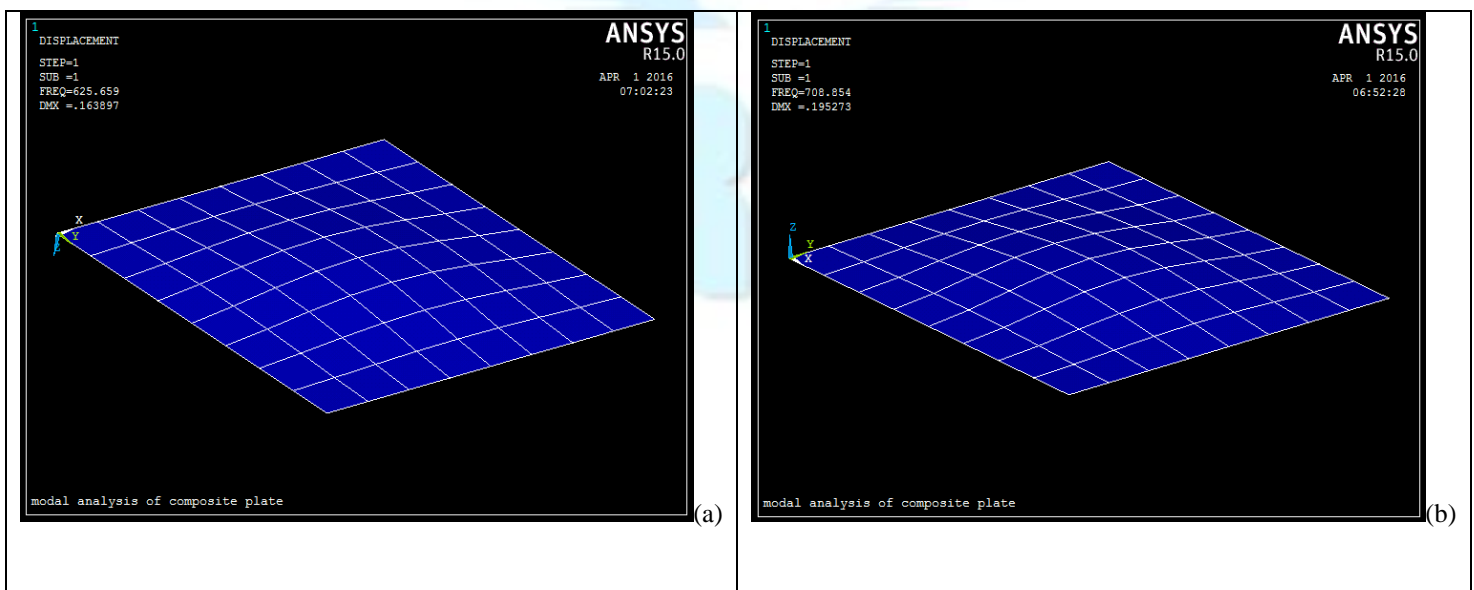 1
DISPLACEMENT
STEP=1
SUB =1
FREQ=625.659
DMX =.163897
ANSYS
R15.0
APR 1 2016
07:02:23
X
Y
Z
modal analysis of composite plate
(a)
1
DISPLACEMENT
STEP=1
SUB =1
FREQ=708.854
DMX =.195273
ANSYS
R15.0
APR 1 2016
06:52:28
Z
Y
X
modal analysis of composite plate
(b)